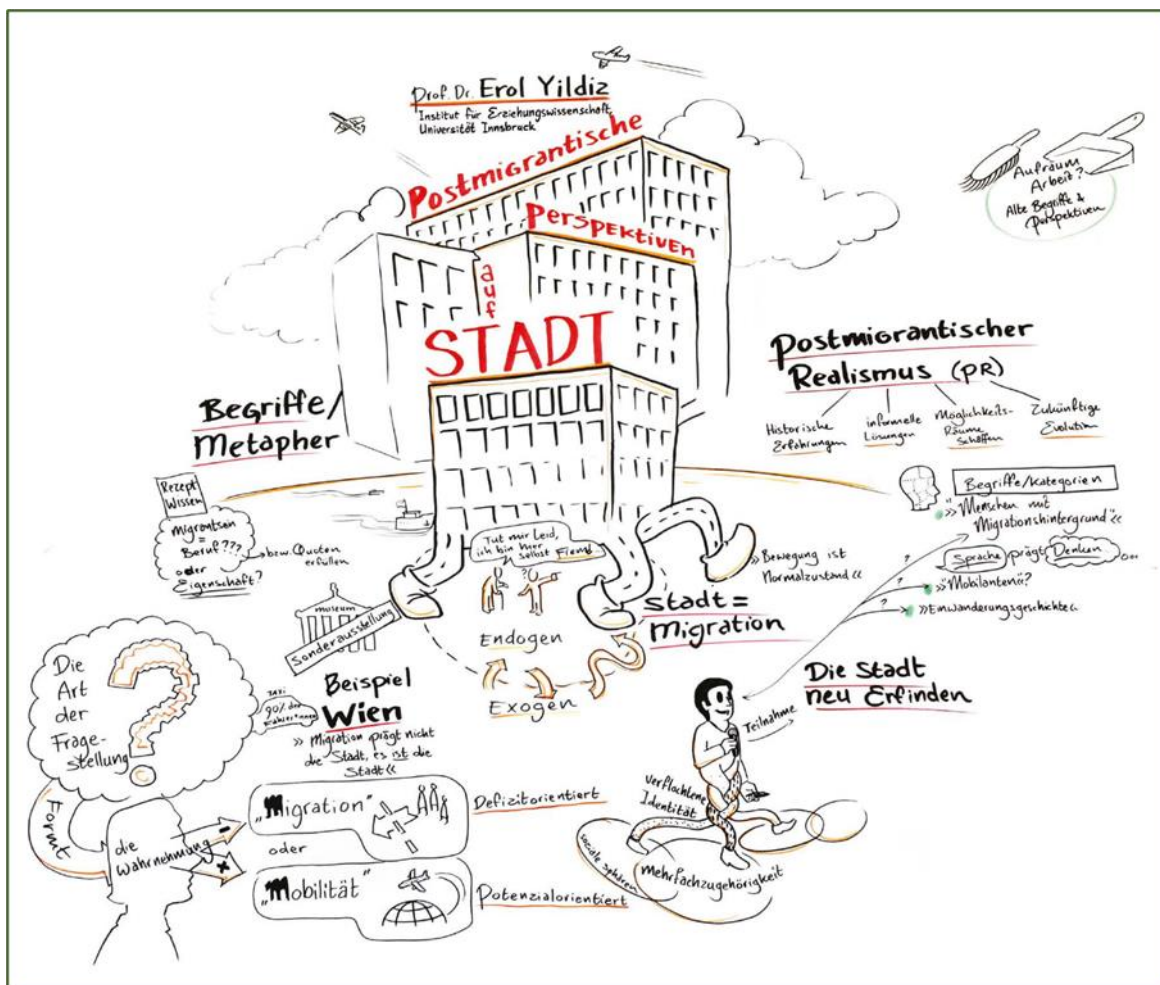 Prof. Dr. Erol Yildiz
Institut für Erziehungswissenschaft,
Universität Innsbruck
Postmigrantische
Perspektiven
auf
STADT
Aufräum
Arbeit?
Alte Begriffe &
Perspektiven
Postmigrantischer
Realismus (PR)
Historische
Erfahrungen
informelle
Lösungen
Möglichkeits-
Räume
Schaffen
Zukünftige
Evolution
Begriffe/
Metapher
Rezept
Wissen
Migrantsein
=
Beruf???
oder
Eigenschaft?
bzw. Quoten
erfüllen
Begriffe/Kategorien
»Menschen mit
Migrationshintergrund«
Sprache prägt Denken
»Mobilanten«?
»Einwanderungsgeschichte«
?
?
?
Tut mir Leid,
ich bin hier
selbst Fremd...
?
»Bewegung ist
Normalzustand«
Stadt =
Migration
museum
Sonderausstellung
Endogen
Exogen
Die
Art
der
Frage-
stellung
?
Formt
die
Wahrnehmung
-
+
TAXI
90% der
Beispiel
Wien
»Migration prägt nicht
die Stadt, es ist die
Stadt«
„Migration"
Defizitorientiert
oder
„Mobilität"
Potenzialorientiert
Die Stadt
neu Erfinden
Teilnahme
verflochtene
Identität
soziale Sphären
Mehrfachzugehörigkeit